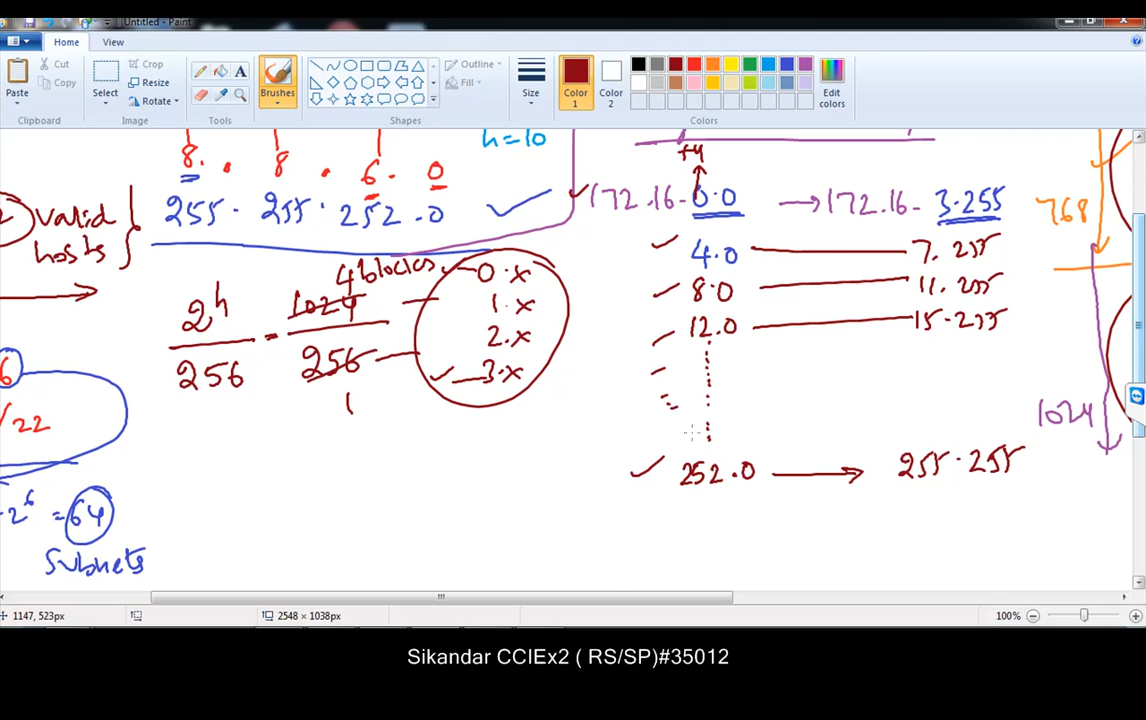 Untitled - Paint
Home View
Cut
Copy
Paste
Clipboard
Select
Crop
Resize
Rotate
Image
A
Tools
Brushes
Outline
Fill
Shapes
Size
Color 1
Color 2
Edit colors
Colors
8. 8 . 6. 0
h=10
+4
255. 255. 252.0
valid hosts
172.16.0.0 → 172.16.3.255
768
4.0 7.255
8.0 11.255
12.0 15.255
4 blocks
0.x
1.x
2.x
3.x
2^h / 256 = 1024 / 256
1
6
/22
1024
252.0 → 255.255
2^6 = 64
Subnets
1147, 523px
2548 × 1038px
100%
Sikandar CCIEx2 ( RS/SP)#35012